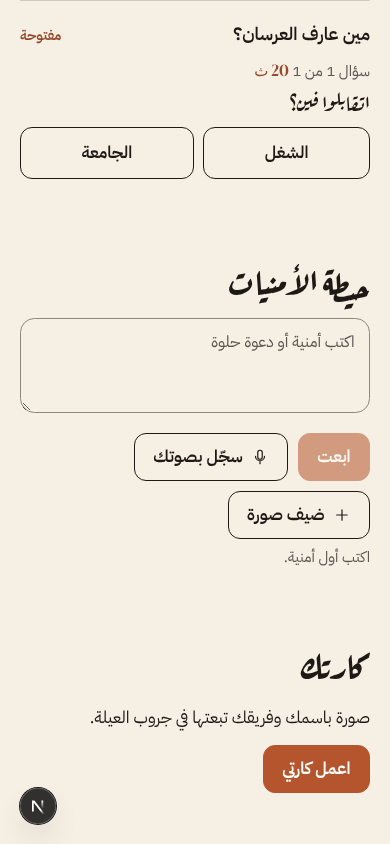 مين عارف العرسان؟ مفتوحة
سؤال 1 من 1 20 ث
اتقابلوا فين؟
الشغل الجامعة
حيطة الأمنيات
اكتب أمنية أو دعوة حلوة
ابعت سجّل بصوتك
ضيف صورة
اكتب أول أمنية.
كارتك
صورة باسمك وفريقك تبعتها في جروب العيلة.
اعمل كارتي
N